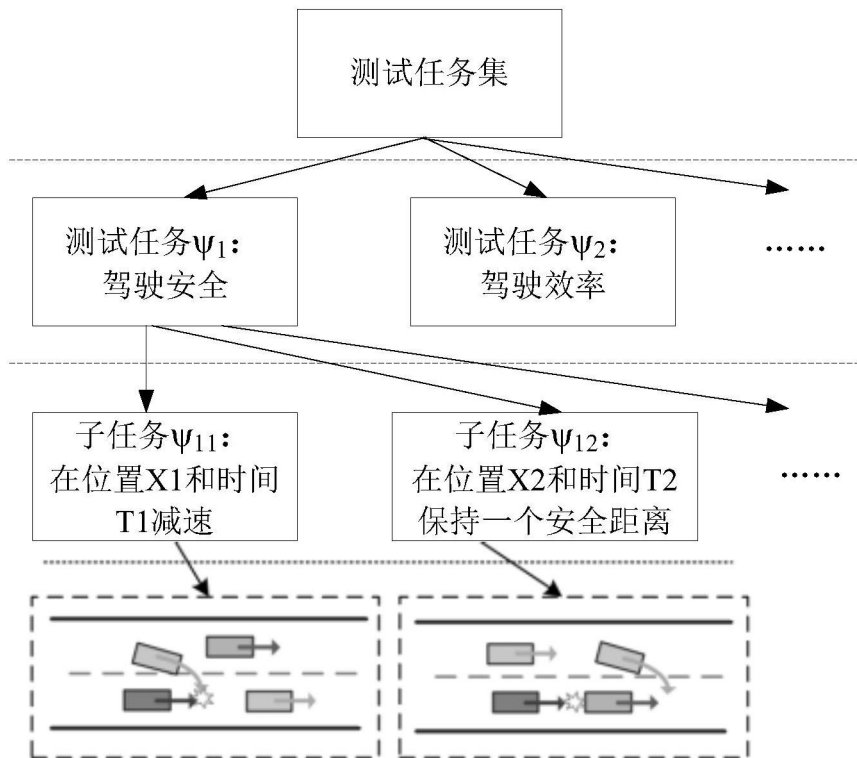 测试任务集
测试任务ψ₁：
驾驶安全
测试任务ψ₂：
驾驶效率
……
子任务ψ₁₁：
在位置X1和时间
T1减速
子任务ψ₁₂：
在位置X2和时间T2
保持一个安全距离
……